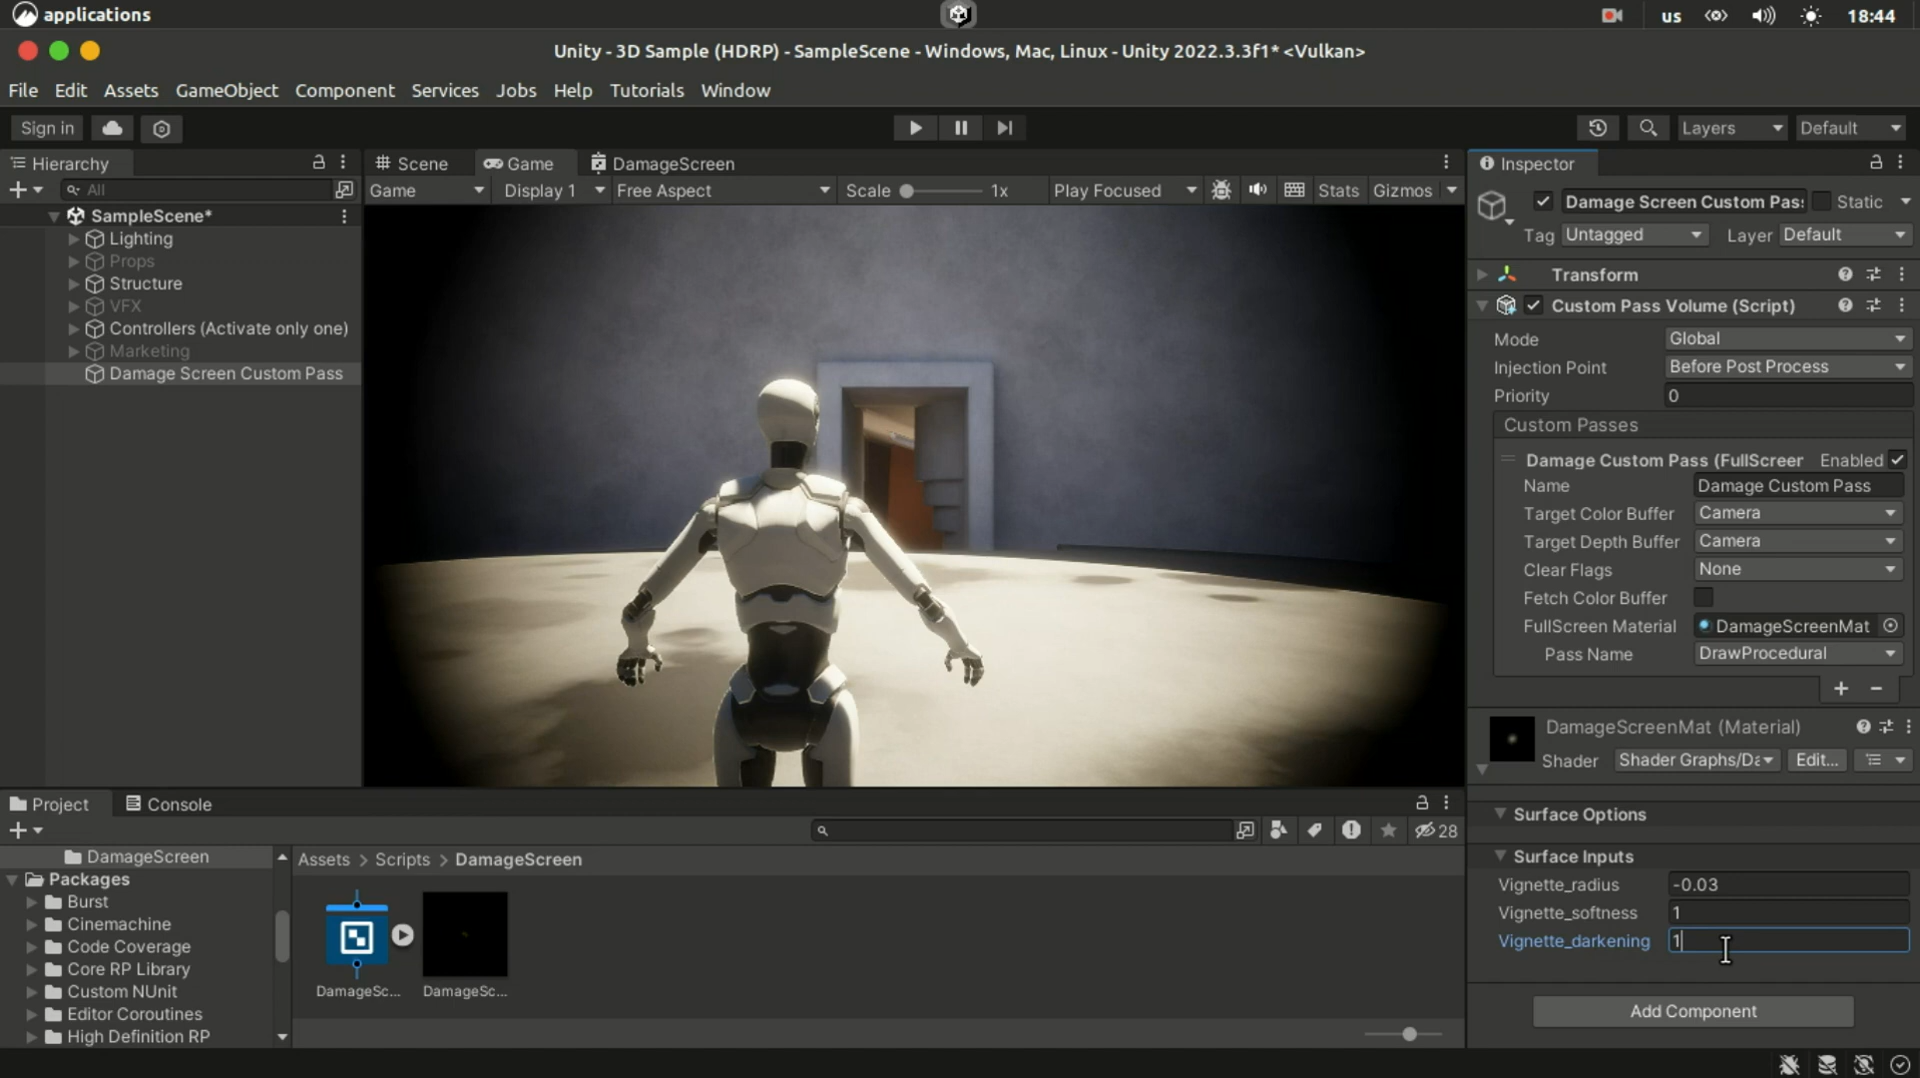 applications
us
18:44
Unity - 3D Sample (HDRP) - SampleScene - Windows, Mac, Linux - Unity 2022.3.3f1* <Vulkan>
File Edit Assets GameObject Component Services Jobs Help Tutorials Window
Sign in
Layers
Default
Hierarchy
All
SampleScene*
Lighting
Props
Structure
VFX
Controllers (Activate only one)
Marketing
Damage Screen Custom Pass
Scene
Game
DamageScreen
Game
Display 1
Free Aspect
Scale
1x
Play Focused
Stats
Gizmos
Inspector
Damage Screen Custom Pas
Static
Tag
Untagged
Layer
Default
Transform
Custom Pass Volume (Script)
Mode
Global
Injection Point
Before Post Process
Priority
0
Custom Passes
Damage Custom Pass (FullScreer
Enabled
Name
Damage Custom Pass
Target Color Buffer
Camera
Target Depth Buffer
Camera
Clear Flags
None
Fetch Color Buffer
FullScreen Material
DamageScreenMat
Pass Name
DrawProcedural
+ -
DamageScreenMat (Material)
Shader
Shader Graphs/Da
Edit...
Surface Options
Surface Inputs
Vignette_radius
-0.03
Vignette_softness
1
Vignette_darkening
1
Add Component
Project
Console
28
DamageScreen
Packages
Burst
Cinemachine
Code Coverage
Core RP Library
Custom NUnit
Editor Coroutines
High Definition RP
Assets > Scripts > DamageScreen
DamageSc...
DamageSc...